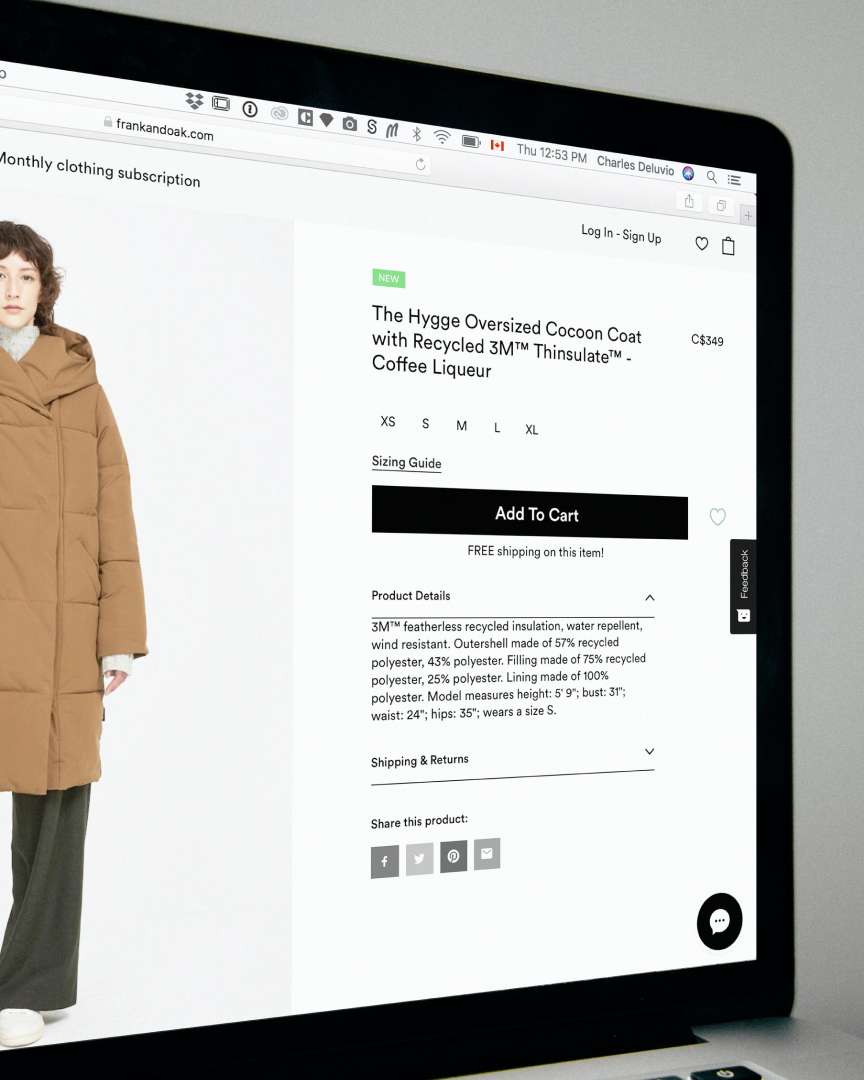 Thu 12:53 PM Charles Deluvio
frankandoak.com
Monthly clothing subscription
Log In - Sign Up
NEW
The Hygge Oversized Cocoon Coat
with Recycled 3M™ Thinsulate™ -
Coffee Liqueur
C$349
XS S M L XL
Sizing Guide
Add To Cart
FREE shipping on this item!
Feedback
Product Details
3M™ featherless recycled insulation, water repellent,
wind resistant. Outershell made of 57% recycled
polyester, 43% polyester. Filling made of 75% recycled
polyester, 25% polyester. Lining made of 100%
polyester. Model measures height: 5' 9"; bust: 31";
waist: 24"; hips: 35"; wears a size S.
Shipping & Returns
Share this product: